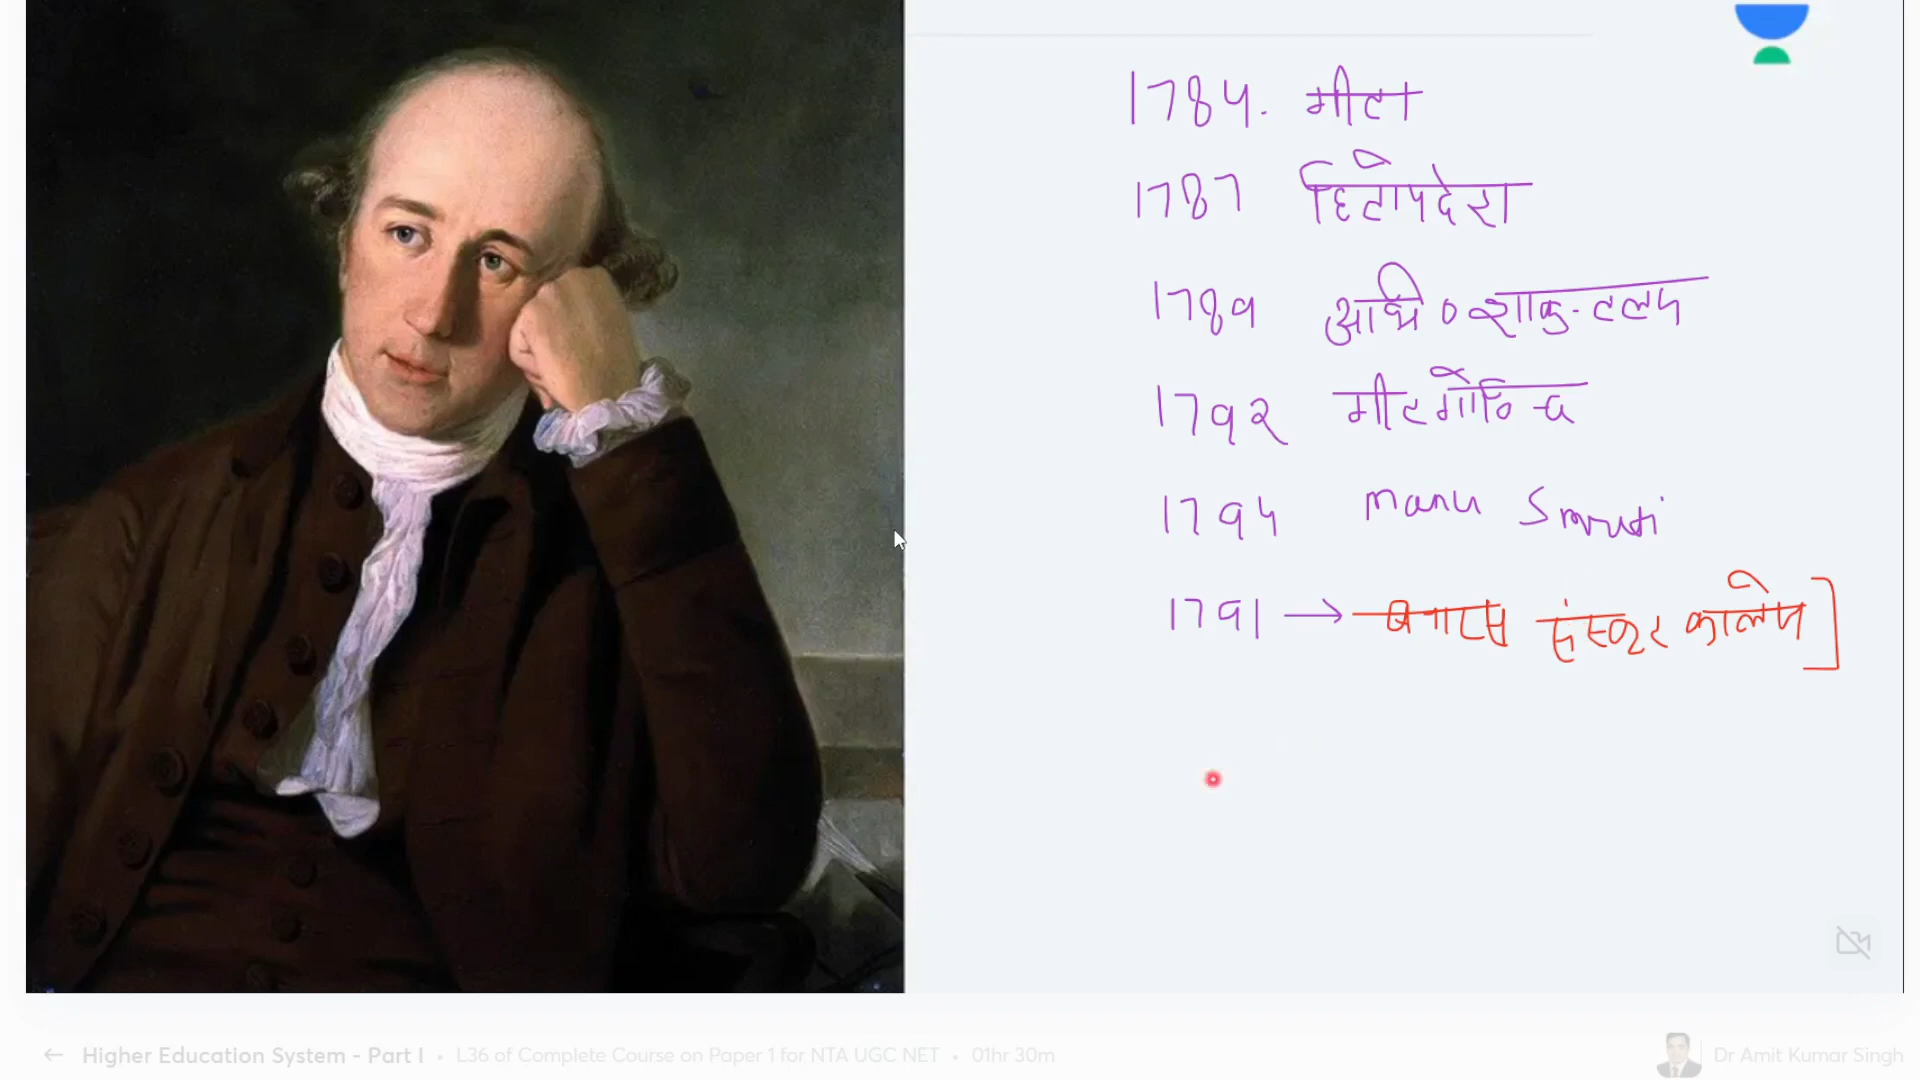 1784. गीता
1787 हितोपदेश
1789 अभि० शाकुन्तलम
1792 गीतगोविन्द
1794 Manu Smruti
1791 → बनारस संस्कृत कालेज]
← Higher Education System - Part I • L36 of Complete Course on Paper 1 for NTA UGC NET • 01hr 30m
Dr Amit Kumar Singh